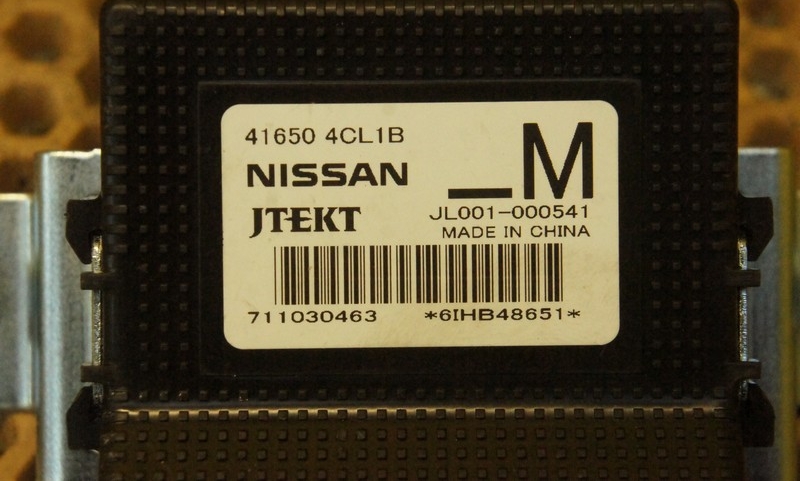 41650 4CL1B
NISSAN
_M
JTEKT
JL001-000541
MADE IN CHINA
711030463 *6IHB48651*